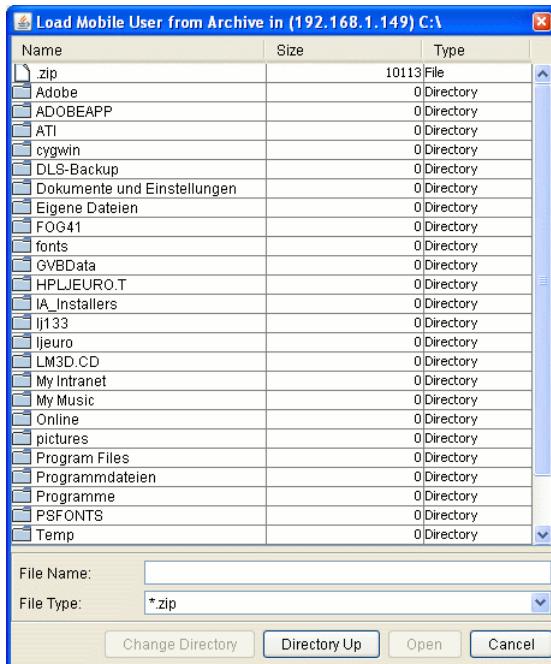 Load Mobile User from Archive in (192.168.1.149) C:\
Name Size Type
.zip 10113 File
Adobe 0 Directory
ADOBEAPP 0 Directory
ATI 0 Directory
cygwin 0 Directory
DLS-Backup 0 Directory
Dokumente und Einstellungen 0 Directory
Eigene Dateien 0 Directory
FOG41 0 Directory
fonts 0 Directory
GVBData 0 Directory
HPLJEURO.T 0 Directory
IA_Installers 0 Directory
lj133 0 Directory
ljeuro 0 Directory
LM3D.CD 0 Directory
My Intranet 0 Directory
My Music 0 Directory
Online 0 Directory
pictures 0 Directory
Program Files 0 Directory
Programmdateien 0 Directory
Programme 0 Directory
PSFONTS 0 Directory
Temp 0 Directory
File Name:
File Type: *.zip
Change Directory Directory Up Open Cancel